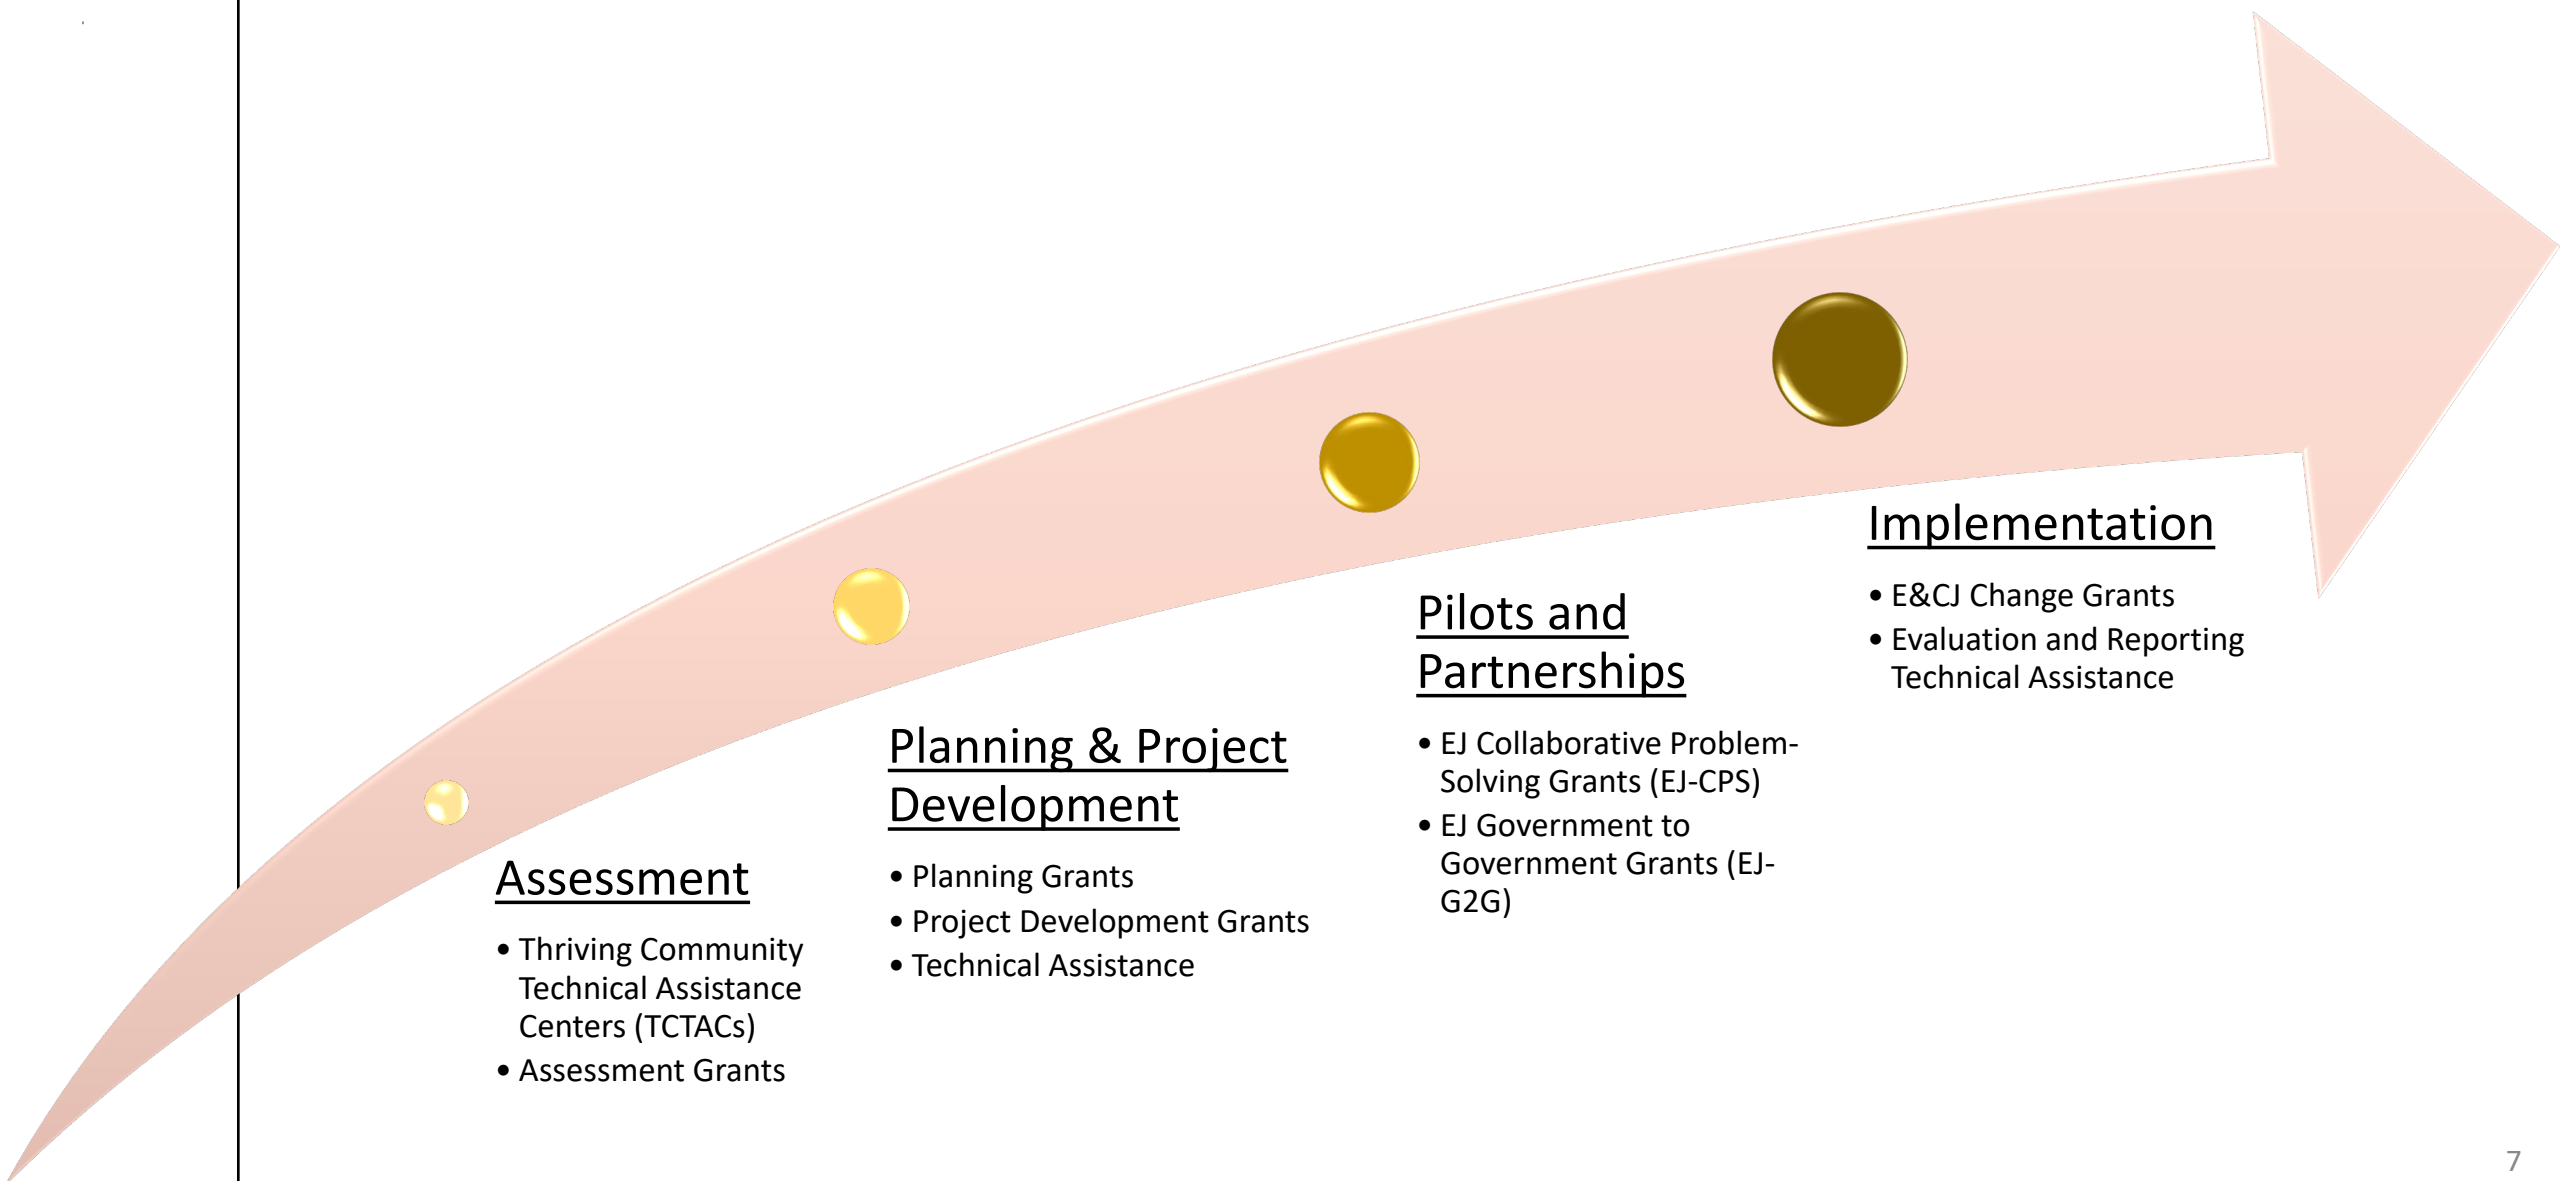 Assessment
• Thriving Community
Technical Assistance
Centers (TCTACs)
• Assessment Grants
Planning & Project
Development
• Planning Grants
• Project Development Grants
• Technical Assistance
Pilots and
Partnerships
• EJ Collaborative Problem-
Solving Grants (EJ-CPS)
• EJ Government to
Government Grants (EJ-
G2G)
Implementation
• E&CJ Change Grants
• Evaluation and Reporting
Technical Assistance
7